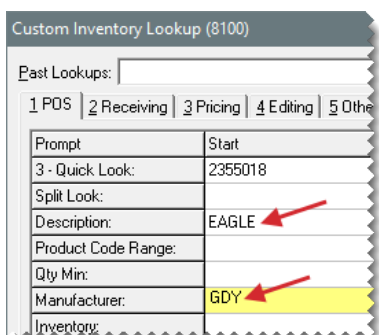 Custom Inventory Lookup (8100)
Past Lookups:
1 POS 2 Receiving 3 Pricing 4 Editing 5 Othe
Prompt Start
3 - Quick Look: 2355018
Split Look:
Description: EAGLE
Product Code Range:
Qty Min:
Manufacturer: GDY
Inventory: